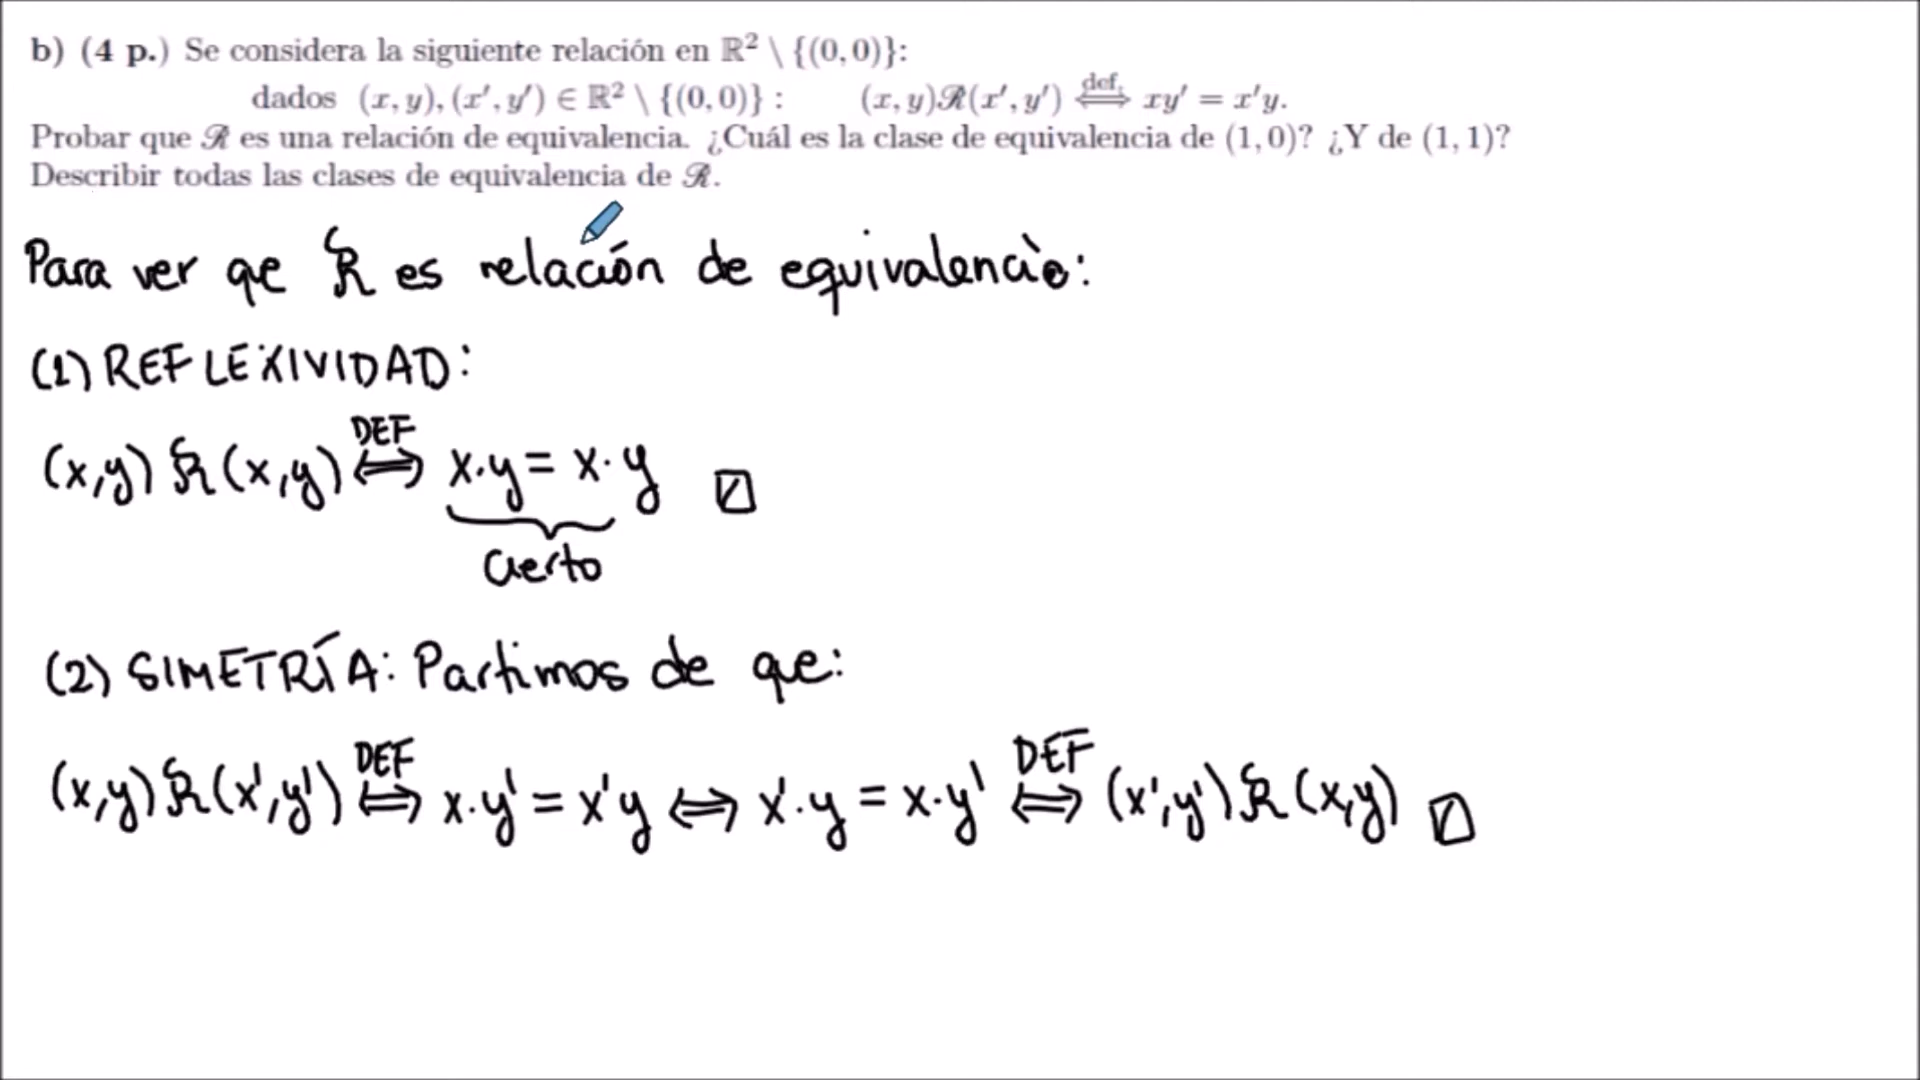 b) (4 p.) Se considera la siguiente relación en ℝ² \ {(0, 0)}:
dados (x, y), (x′, y′) ∈ ℝ² \ {(0, 0)} : (x, y)ℛ(x′, y′) ⟺^{def.} xy′ = x′y.
Probar que ℛ es una relación de equivalencia. ¿Cuál es la clase de equivalencia de (1, 0)? ¿Y de (1, 1)?
Describir todas las clases de equivalencia de ℛ.
Para ver que ℛ es relación de equivalencia:
(1) REFLEXIVIDAD:
(x,y) ℛ (x,y) ⟺^{DEF} x·y = x·y ☑
cierto
(2) SIMETRÍA: Partimos de que:
(x,y) ℛ (x',y') ⟺^{DEF} x·y' = x'y ⟺ x'·y = x·y' ⟺^{DEF} (x',y') ℛ (x,y) ☑